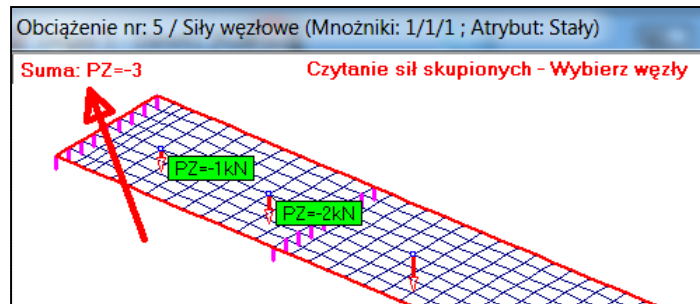 Obciążenie nr: 5 / Siły węzłowe (Mnożniki: 1/1/1 ; Atrybut: Stały)
Suma: PZ=-3 Czytanie sił skupionych - Wybierz węzły
PZ=-1kN
PZ=-2kN